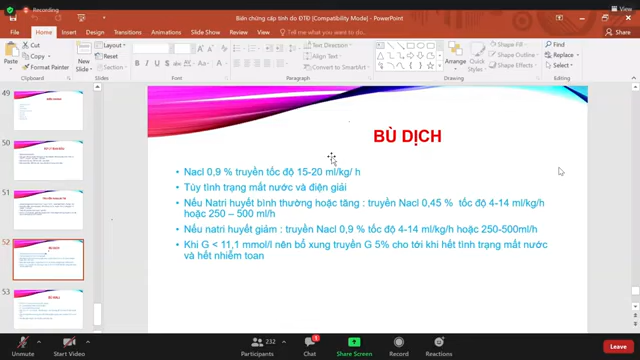 Recording
Biến chứng cấp tính do ĐTĐ [Compatibility Mode] - PowerPoint
File Home Insert Design Transitions Animations Slide Show Review View
Cut
Copy
Format Painter
Paste
Clipboard
Layout
Reset
Section
New Slide
Slides
Font
Text Direction
Align Text
Convert to SmartArt
Paragraph
Arrange
Quick Styles
Shape Fill
Shape Outline
Shape Effects
Drawing
Find
Replace
Select
Editing
49
50
51
52
53
BÙ DỊCH
Nacl 0,9 % truyền tốc độ 15-20 ml/kg/ h
Tùy tình trạng mất nước và điện giải
Nếu Natri huyết bình thường hoặc tăng : truyền NaCl 0,45 % tốc độ 4-14 ml/kg/h
hoặc 250 – 500 ml/h
Nếu natri huyết giảm : truyền NaCl 0,9 % tốc độ 4-14 ml/kg/h hoặc 250-500ml/h
Khi G < 11,1 mmol/l nên bổ xung truyền G 5% cho tới khi hết tình trạng mất nước
và hết nhiễm toan
232
1
Unmute
Start Video
Participants
Chat
Share Screen
Record
Reactions
Leave